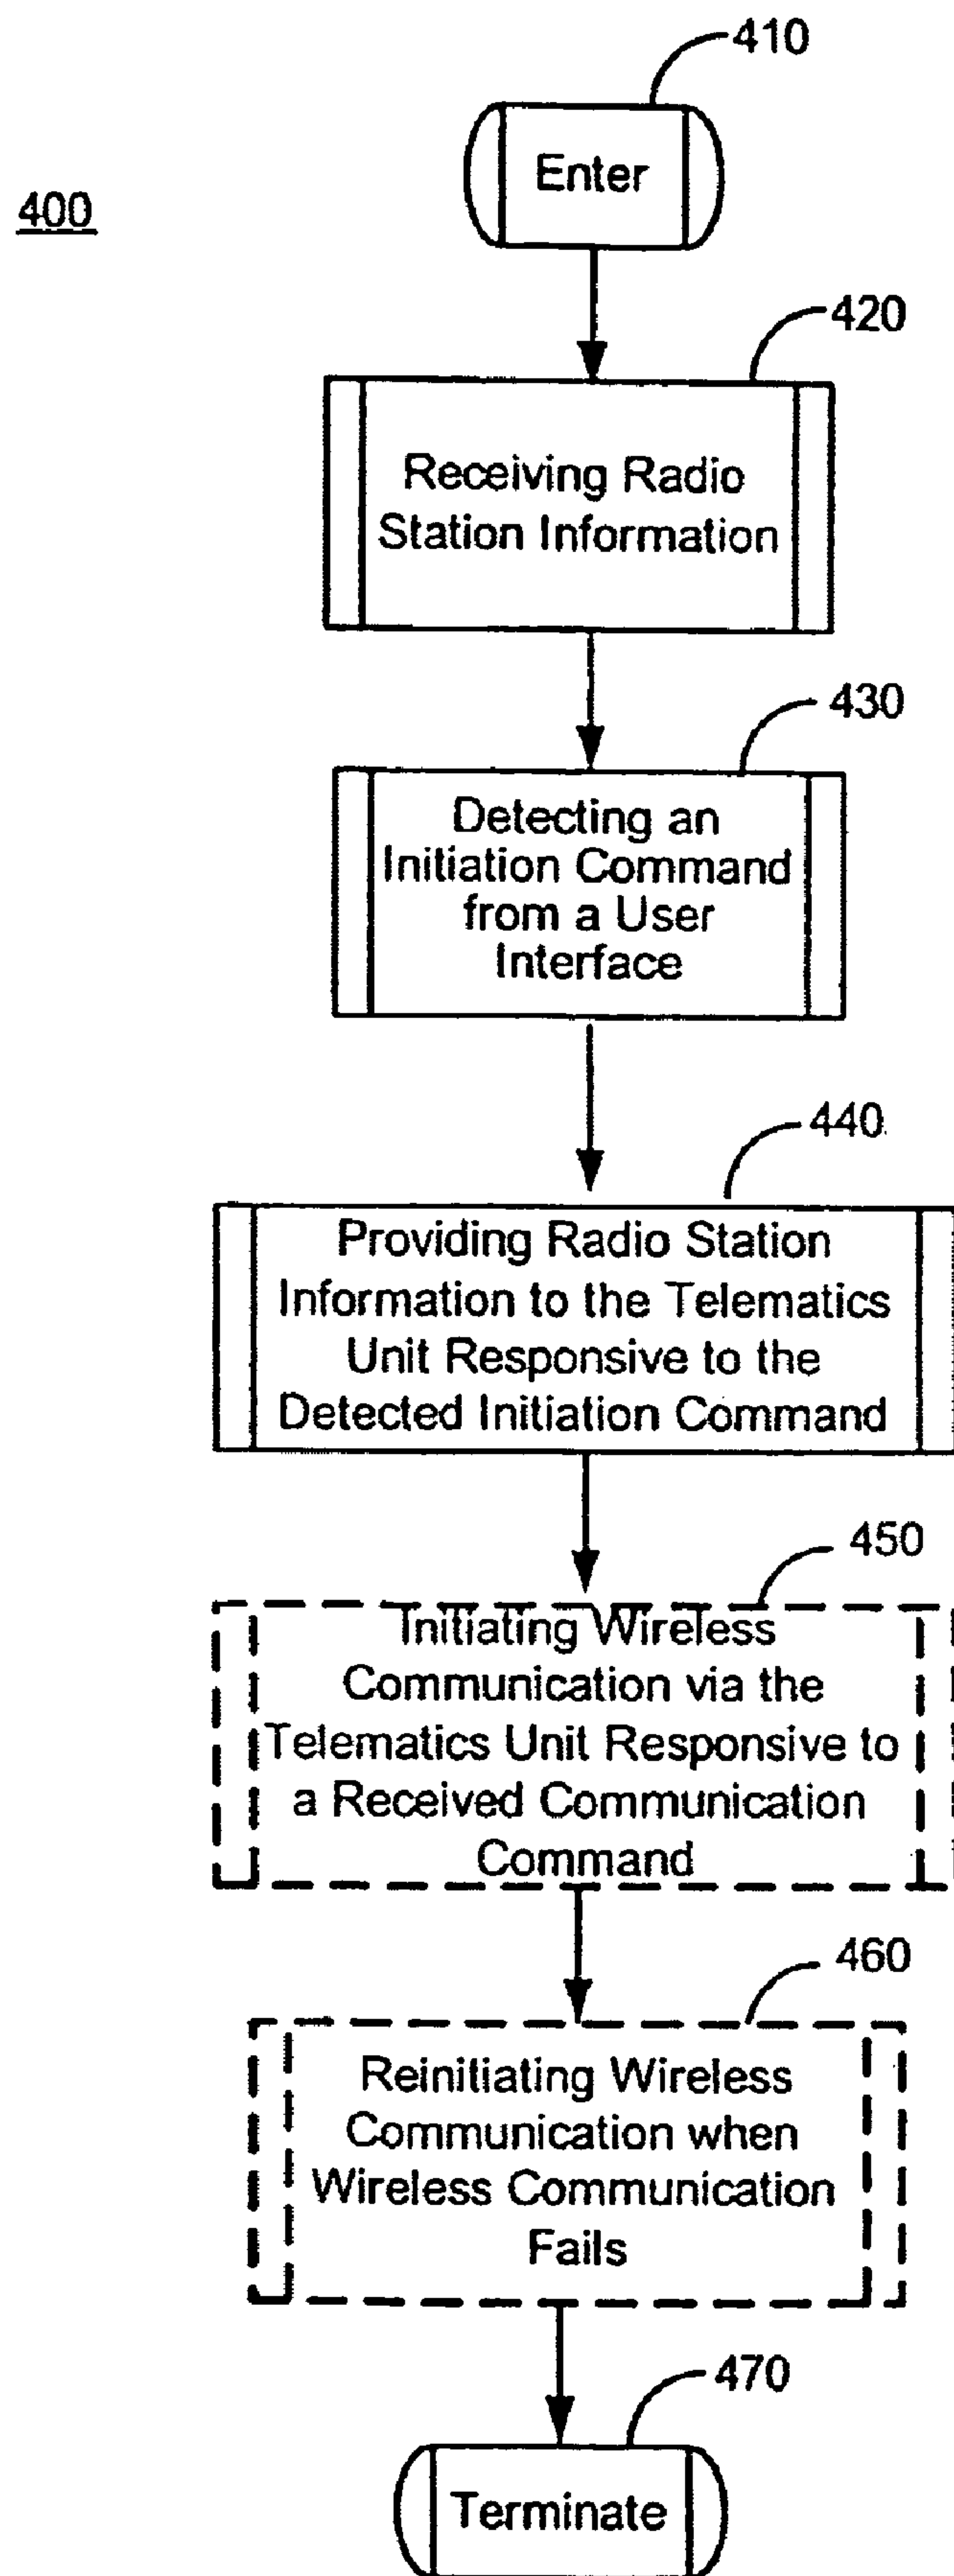 410
Enter
400
420
Receiving Radio
Station Information
430
Detecting an
Initiation Command
from a User
Interface
440
Providing Radio Station
Information to the Telematics
Unit Responsive to the
Detected Initiation Command
450
Initiating Wireless
Communication via the
Telematics Unit Responsive to
a Received Communication
Command
460
Reinitiating Wireless
Communication when
Wireless Communication
Fails
470
Terminate